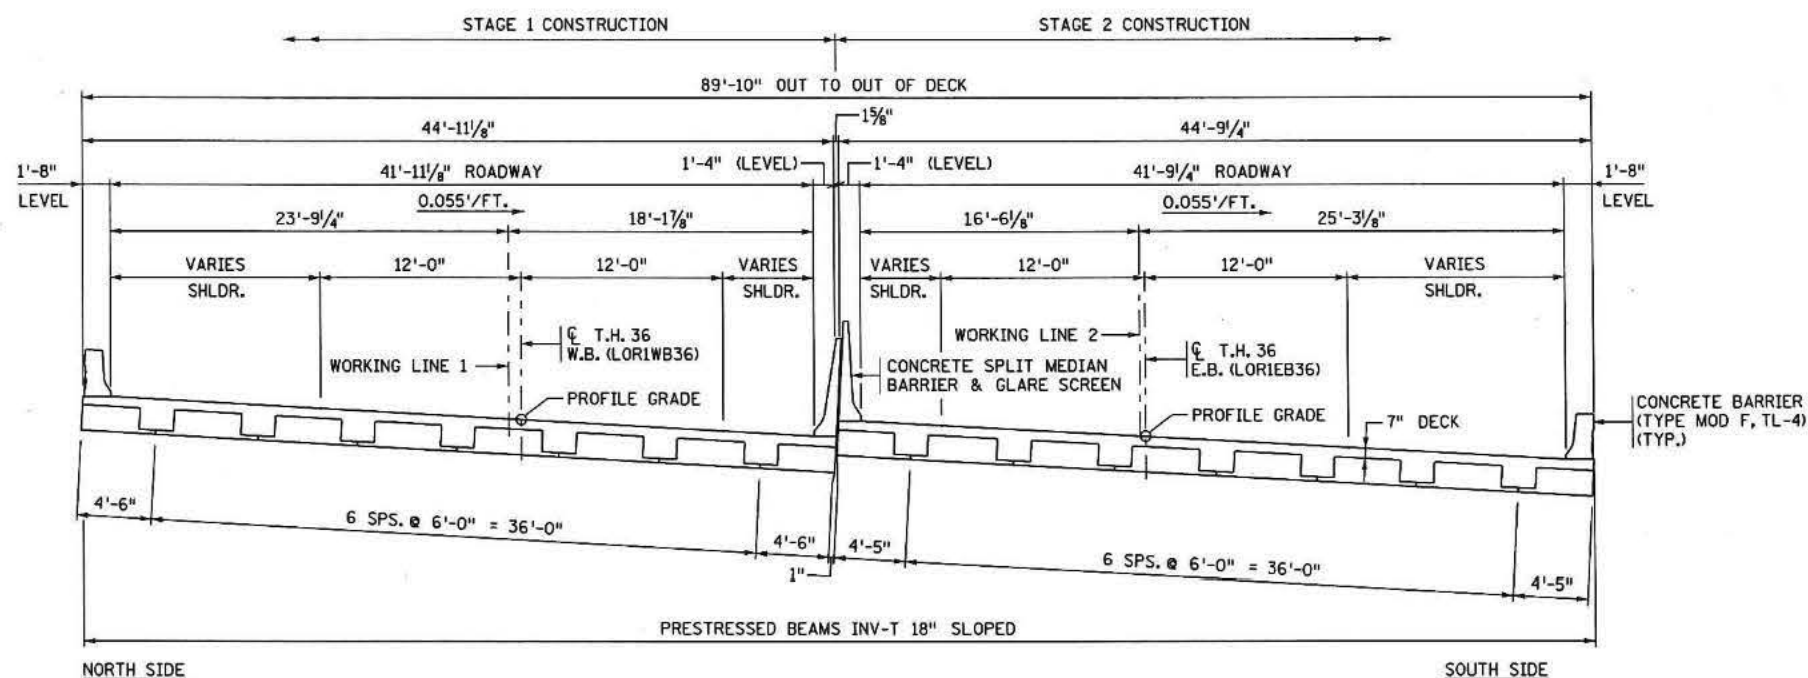 STAGE 1 CONSTRUCTION
STAGE 2 CONSTRUCTION
89'-10" OUT TO OUT OF DECK
1⅝"
44'-11⅛"
44'-9¼"
1'-8"
LEVEL
41'-11⅛" ROADWAY
1'-4" (LEVEL)
1'-4" (LEVEL)
41'-9¼" ROADWAY
1'-8"
LEVEL
0.055'/FT.
0.055'/FT.
23'-9¼"
18'-1⅞"
16'-6⅛"
25'-3⅛"
VARIES
SHLDR.
12'-0"
12'-0"
VARIES
SHLDR.
VARIES
SHLDR.
12'-0"
12'-0"
VARIES
SHLDR.
WORKING LINE 1
℄ T.H. 36
W.B. (LOR1WB36)
WORKING LINE 2
℄ T.H. 36
E.B. (LOR1EB36)
CONCRETE SPLIT MEDIAN
BARRIER & GLARE SCREEN
PROFILE GRADE
PROFILE GRADE
7" DECK
CONCRETE BARRIER
(TYPE MOD F, TL-4)
(TYP.)
4'-6"
6 SPS. @ 6'-0" = 36'-0"
4'-6"
1"
4'-5"
6 SPS. @ 6'-0" = 36'-0"
4'-5"
PRESTRESSED BEAMS INV-T 18" SLOPED
NORTH SIDE
SOUTH SIDE